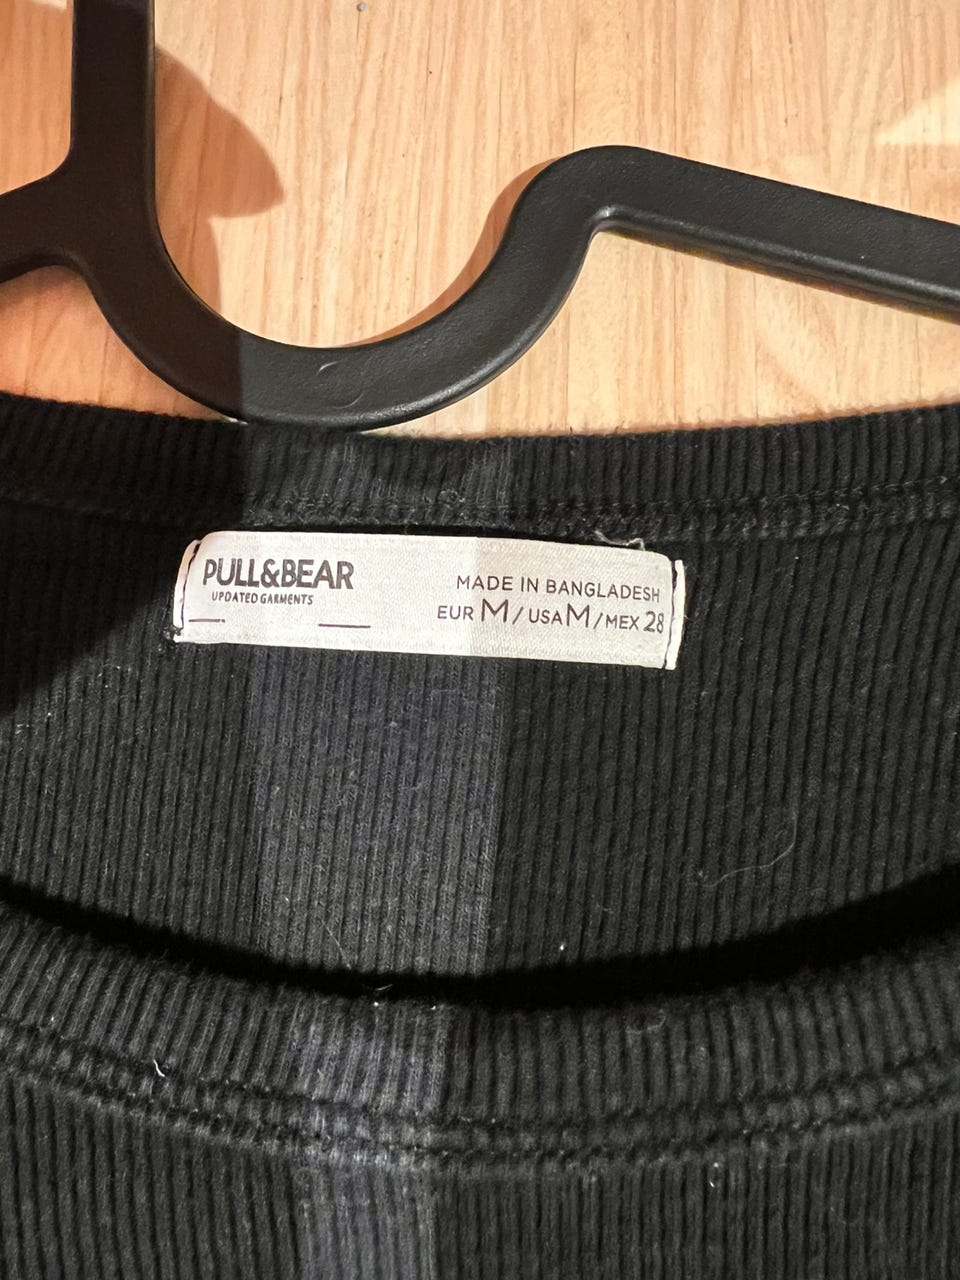 PULL&BEAR
UPDATED GARMENTS
MADE IN BANGLADESH
EUR M / USA M / MEX 28